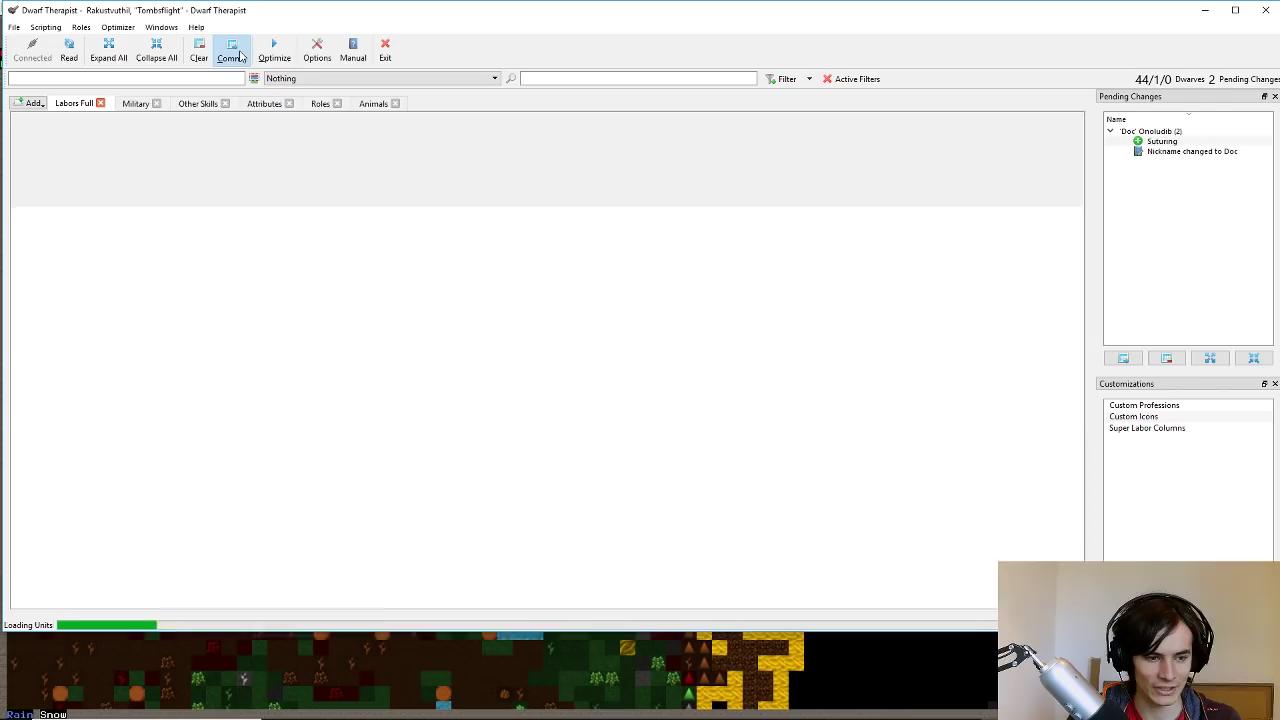 Dwarf Therapist - Rakustvuthil, "Tombsflight" - Dwarf Therapist
File Scripting Roles Optimizer Windows Help
Connected Read Expand All Collapse All Clear Optimize Options Manual Exit
Nothing Filter Active Filters 44/1/0 Dwarves 2 Pending Changes
Add... Labors Full Military Other Skills Attributes Roles Animals
Pending Changes
Name
'Doc' Onoludib (2)
Suturing
Nickname changed to Doc
Customizations
Custom Professions
Custom Icons
Super Labor Columns
Loading Units
Rain Snow